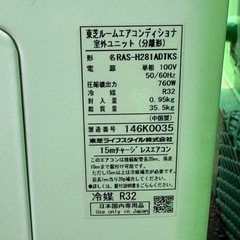 東芝ルームエアコンディショナ
室外ユニット(分離形)
形名 RAS-H281ADTKS
電源 単相 100V
50/60Hz
圧縮機出力 760W
冷媒 R32
0.95kg
総質量 35.5kg
(中国製)
製造番号 146K0035
東芝ライフスタイル株式会社
15mチャージレスエアコン
冷媒 R32
日本国内専用品
Use only in Japan